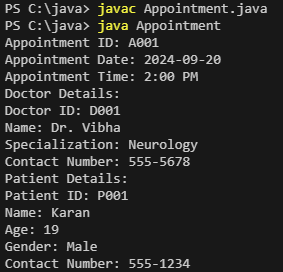 PS C:\java> javac Appointment.java
PS C:\java> java Appointment
Appointment ID: A001
Appointment Date: 2024-09-20
Appointment Time: 2:00 PM
Doctor Details:
Doctor ID: D001
Name: Dr. Vibha
Specialization: Neurology
Contact Number: 555-5678
Patient Details:
Patient ID: P001
Name: Karan
Age: 19
Gender: Male
Contact Number: 555-1234